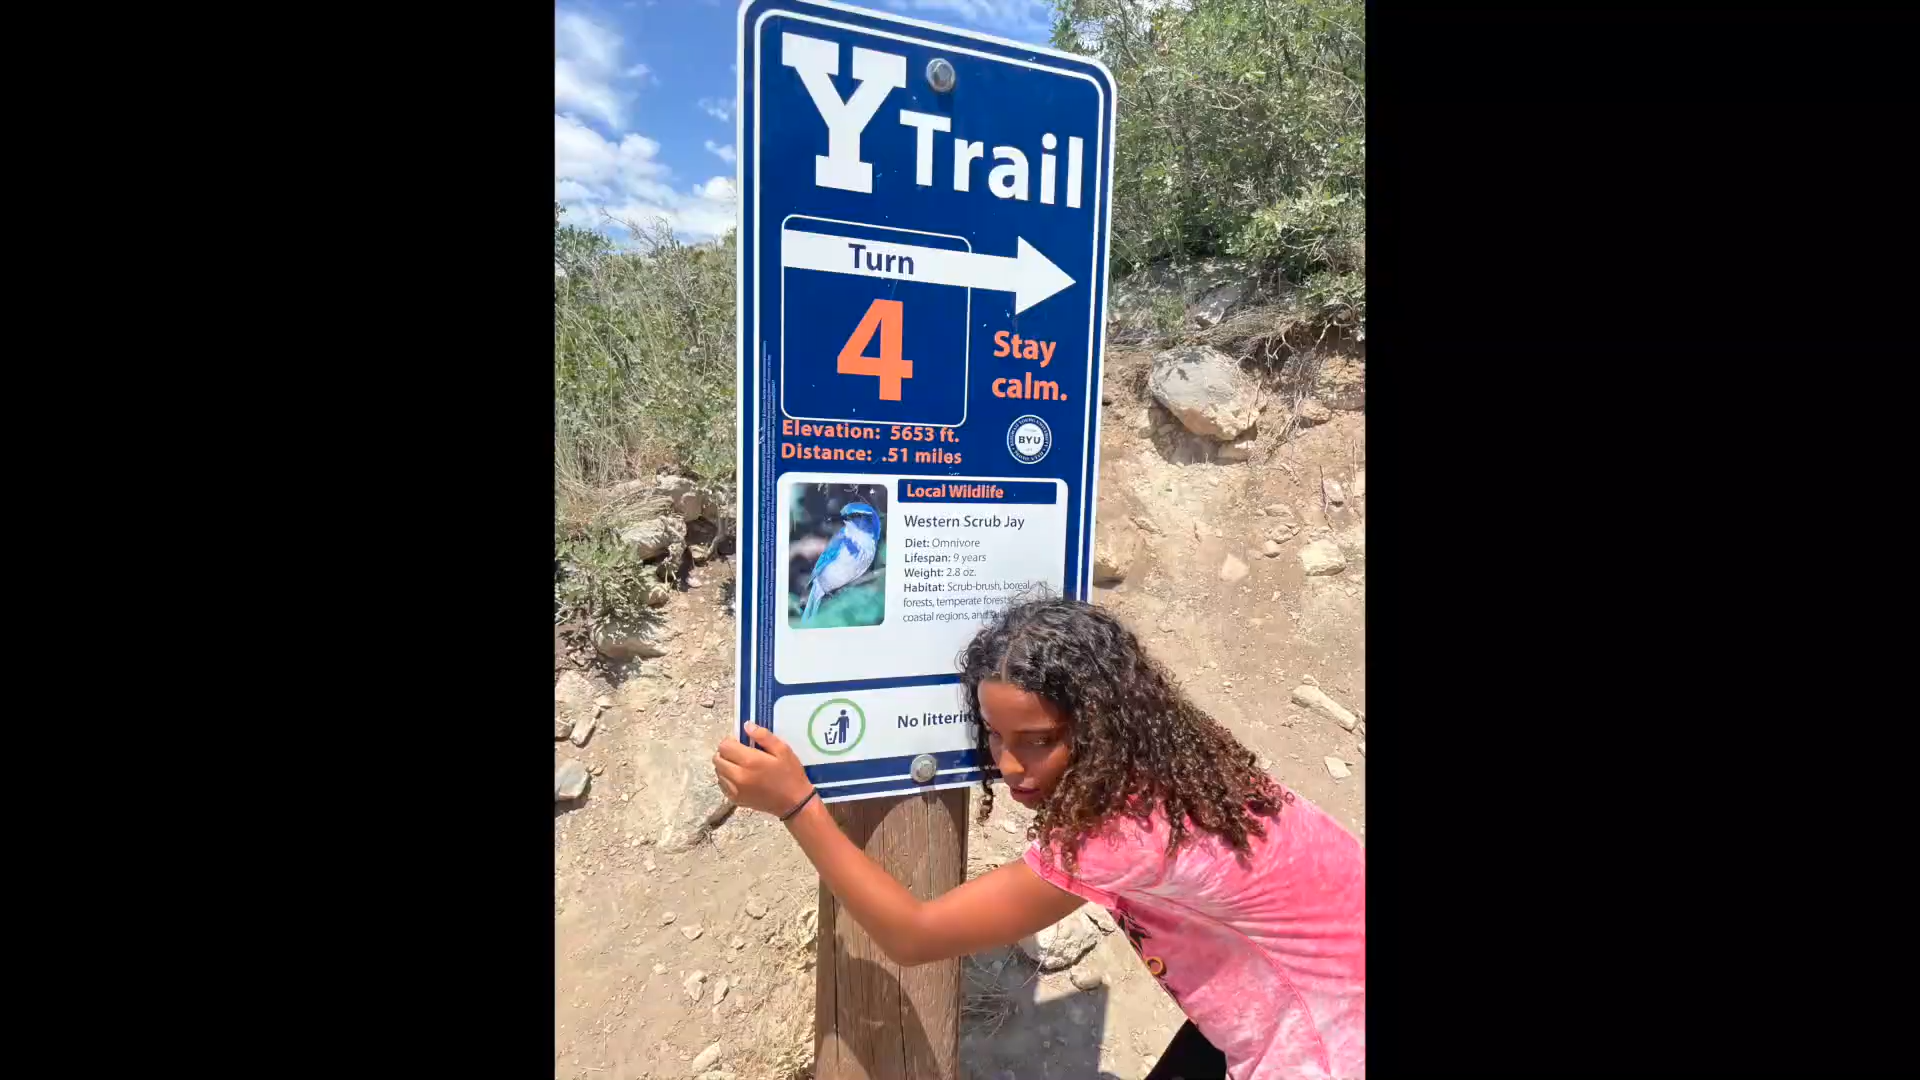 Y Trail
Turn
4
Stay
calm.
Elevation: 5653 ft.
Distance: .51 miles
BYU
Local Wildlife
Western Scrub Jay
Diet: Omnivore
Lifespan: 9 years
Weight: 2.8 oz.
Habitat: Scrub-brush, boreal
forests, temperate forests
coastal regions, and
No litterin